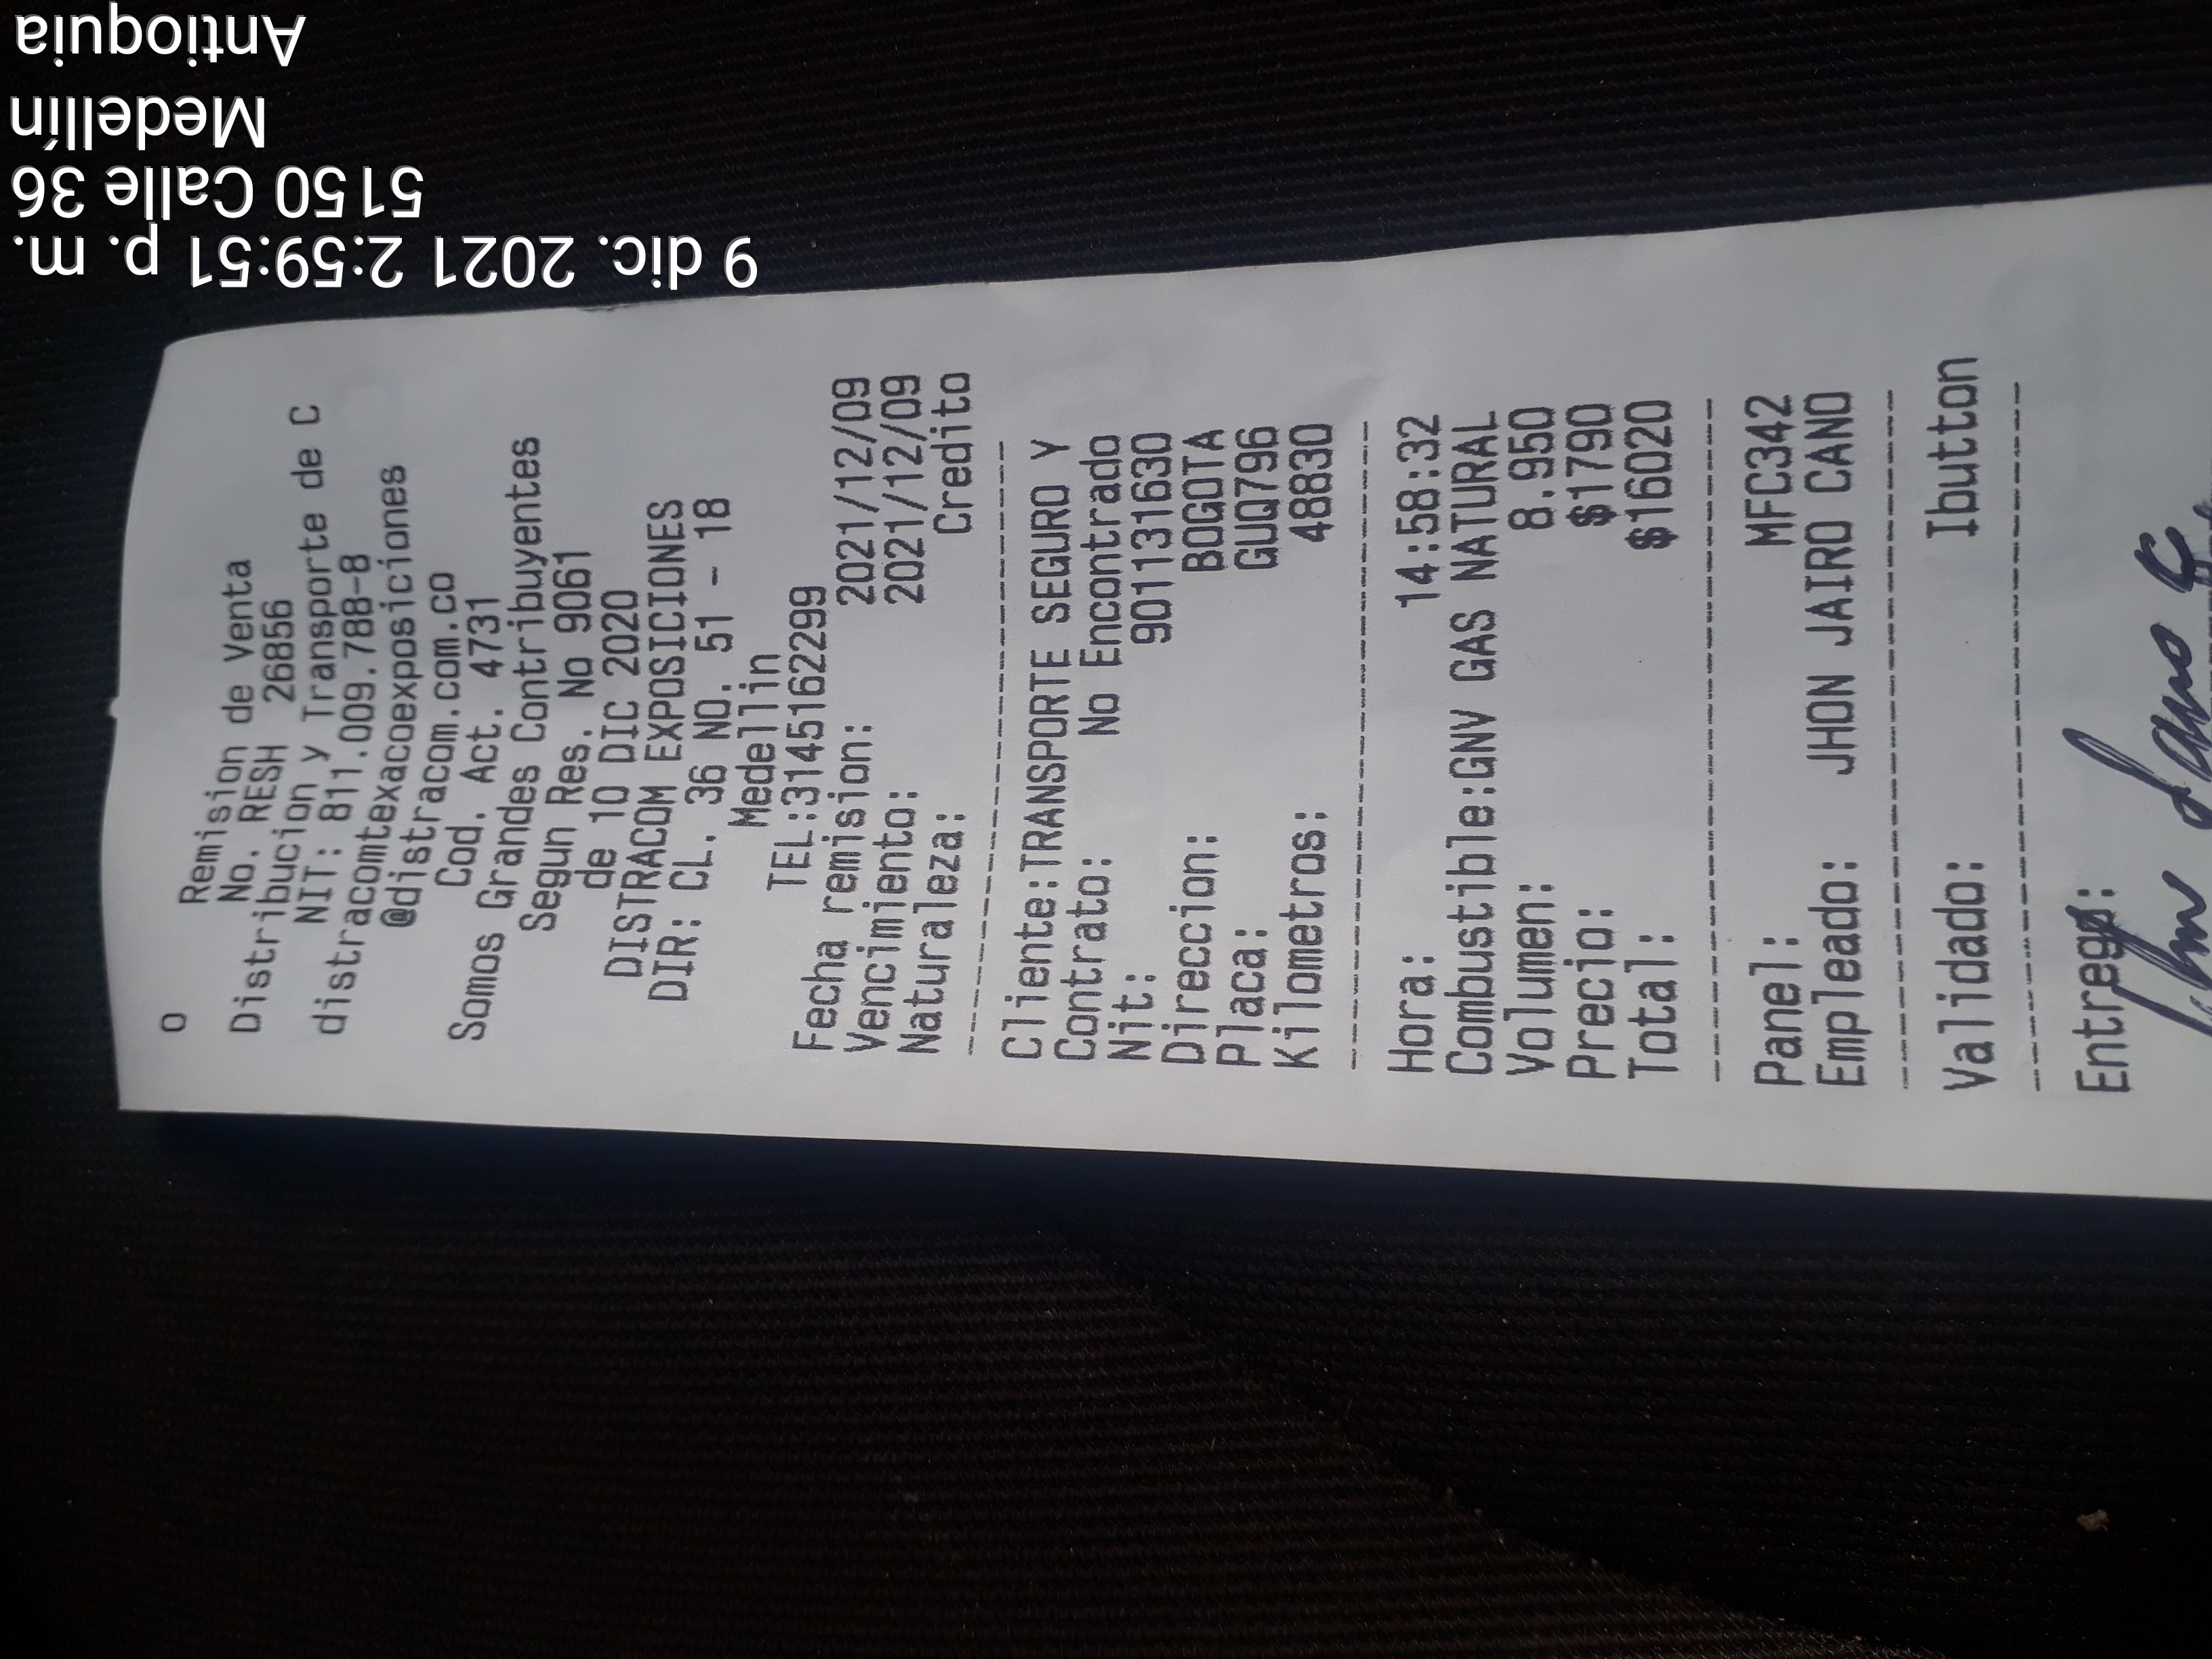 9 dic. 2021 2:59:51 p. m.
5150 Calle 36
Medellín
Antioquia
0
Remision de Venta
No. RESH 26856
Distribucion y Transporte de C
NIT: 811.009.788-8
distracomtexacoexposiciones
@distracom.com.co
Cod. Act. 4731
Somos Grandes Contribuyentes
Segun Res. No 9061
de 10 DIC 2020
DISTRACOM EXPOSICIONES
DIR: CL. 36 NO. 51 - 18
Medellin
TEL:3145162299
Fecha remision: 2021/12/09
Vencimiento: 2021/12/09
Naturaleza: Credito
Cliente:TRANSPORTE SEGURO Y
Contrato: No Encontrado
Nit: 901131630
Direccion: BOGOTA
Placa: GUQ796
Kilometros: 48830
Hora: 14:58:32
Combustible:GNV GAS NATURAL
Volumen: 8.950
Precio: $1790
Total: $16020
Panel: MFC342
Empleado: JHON JAIRO CANO
Validado: Ibutton
Entrego: